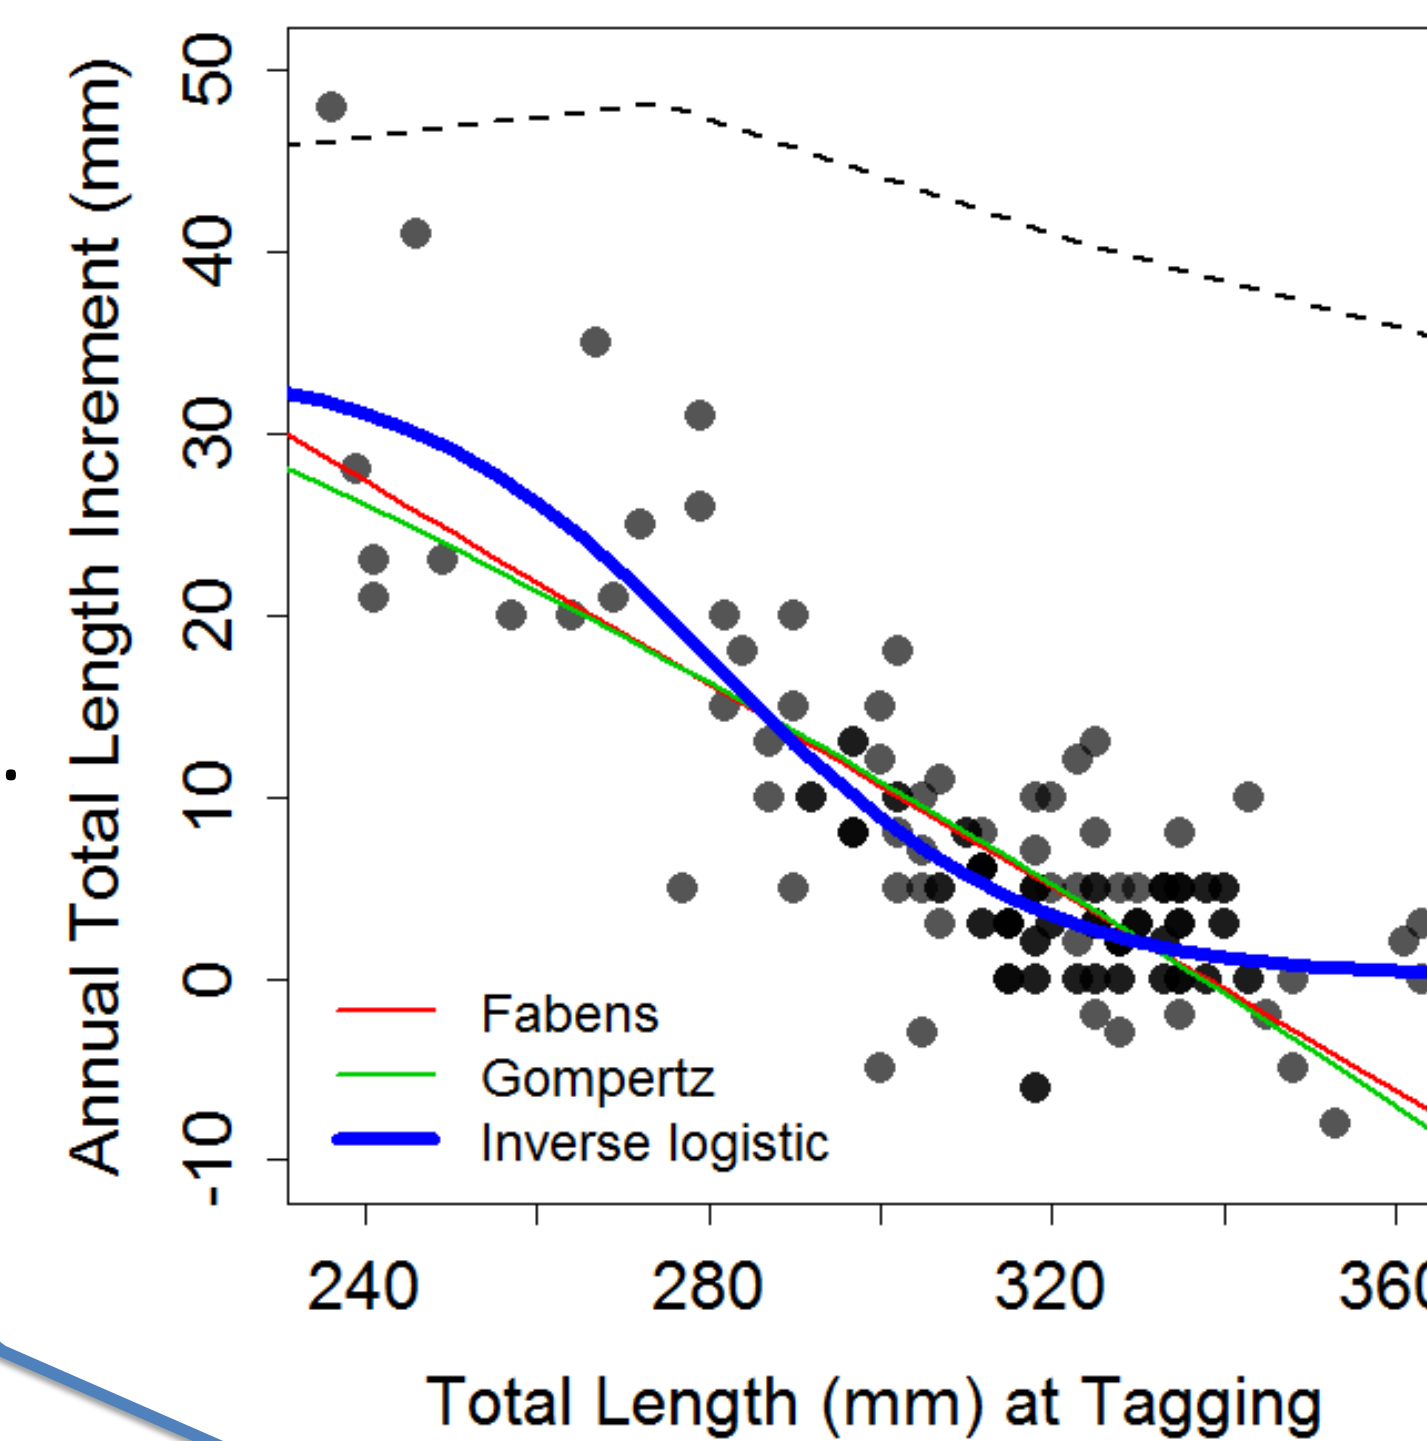 Annual Total Length Increment (mm)
50
40
30
20
10
0
-10
Fabens
Gompertz
Inverse logistic
240 280 320 360
Total Length (mm) at Tagging